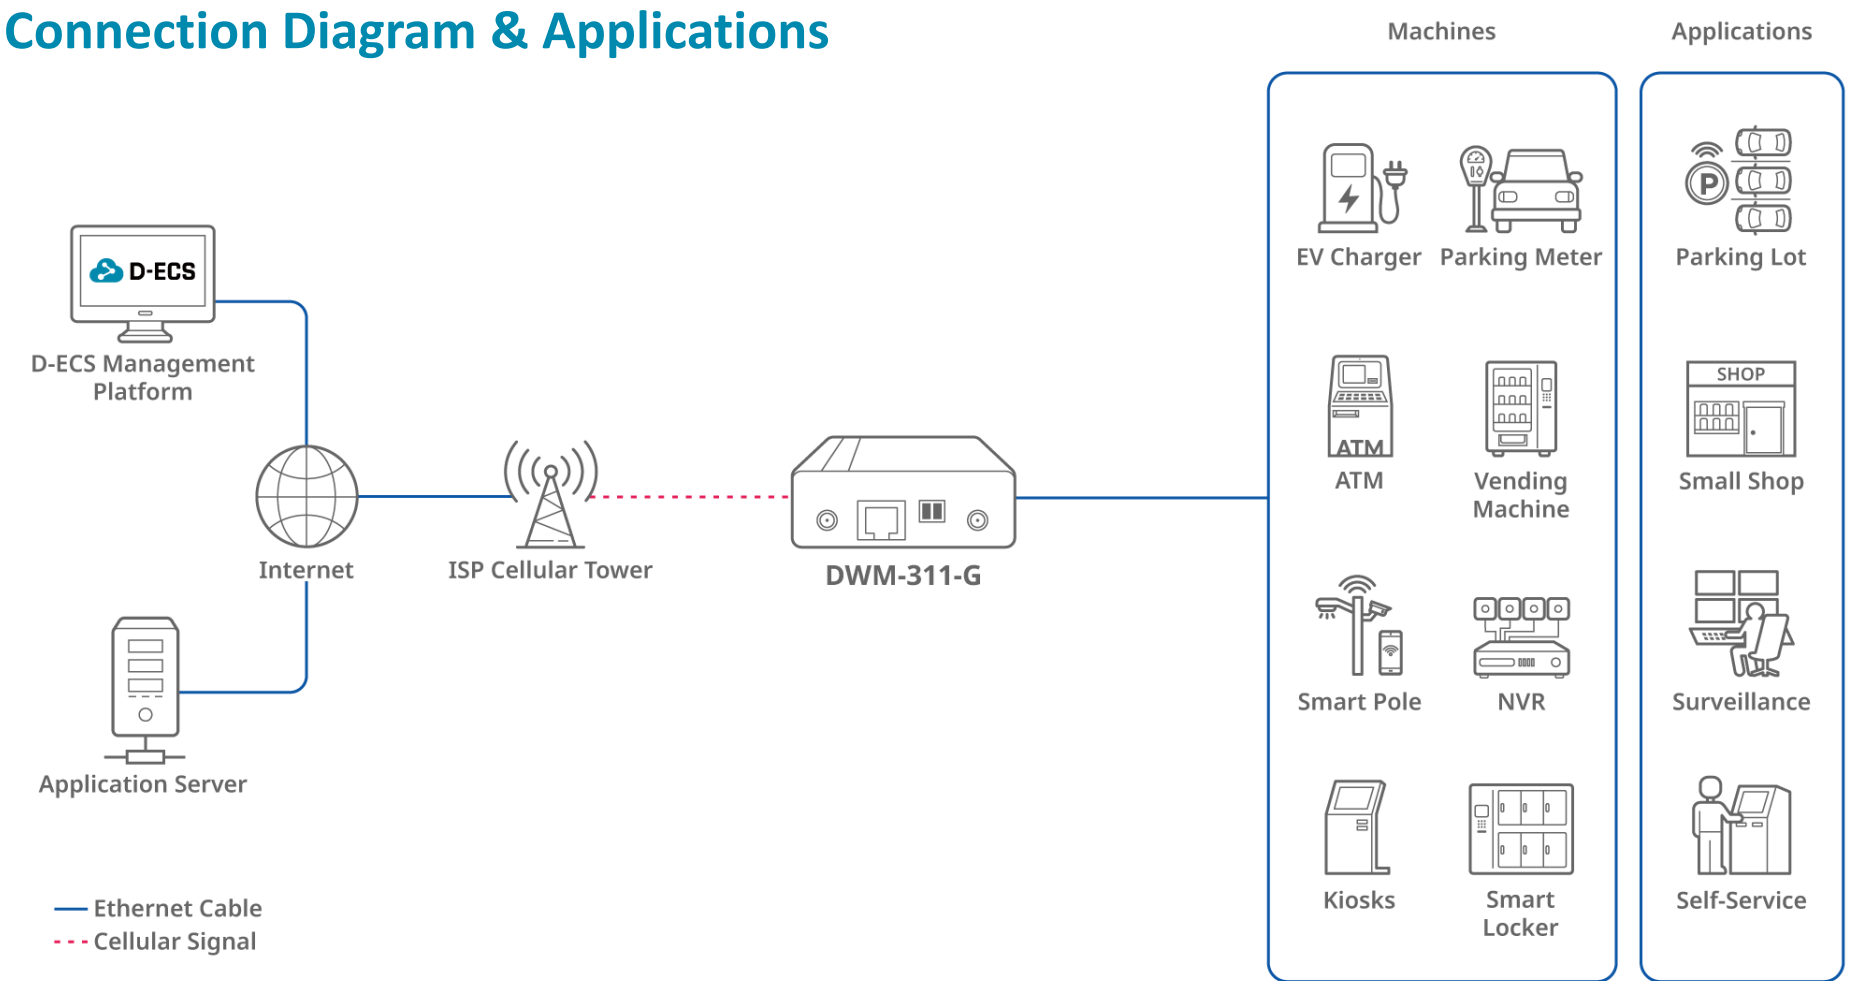 Connection Diagram & Applications
Machines
Applications
EV Charger
Parking Meter
P
Parking Lot
D-ECS
D-ECS Management
Platform
ATM
ATM
Vending
Machine
SHOP
Small Shop
Internet
ISP Cellular Tower
DWM-311-G
Smart Pole
NVR
Surveillance
Application Server
Kiosks
Smart
Locker
Self-Service
Ethernet Cable
Cellular Signal